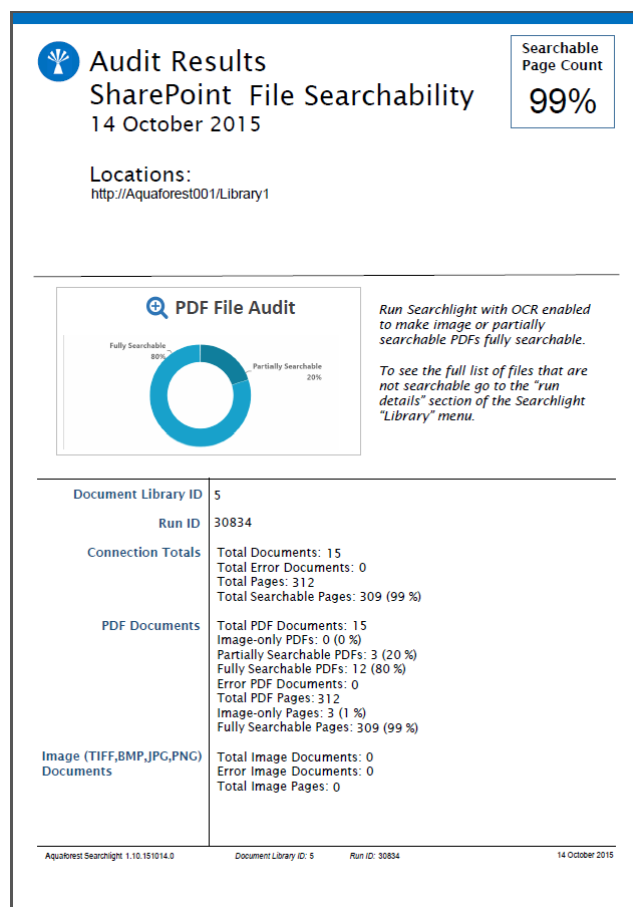 Audit Results
SharePoint File Searchability
14 October 2015
Searchable
Page Count
99%
Locations:
http://Aquaforest001/Library1
PDF File Audit
Fully Searchable
80%
Partially Searchable
20%
Run Searchlight with OCR enabled
to make image or partially
searchable PDFs fully searchable.
To see the full list of files that are
not searchable go to the “run
details” section of the Searchlight
“Library” menu.
Document Library ID 5
Run ID 30834
Connection Totals Total Documents: 15
Total Error Documents: 0
Total Pages: 312
Total Searchable Pages: 309 (99 %)
PDF Documents Total PDF Documents: 15
Image-only PDFs: 0 (0 %)
Partially Searchable PDFs: 3 (20 %)
Fully Searchable PDFs: 12 (80 %)
Error PDF Documents: 0
Total PDF Pages: 312
Image-only Pages: 3 (1 %)
Fully Searchable Pages: 309 (99 %)
Image (TIFF,BMP,JPG,PNG) Total Image Documents: 0
Documents Error Image Documents: 0
Total Image Pages: 0
Aquaforest Searchlight 1.10.151014.0 Document Library ID: 5 Run ID: 30834 14 October 2015